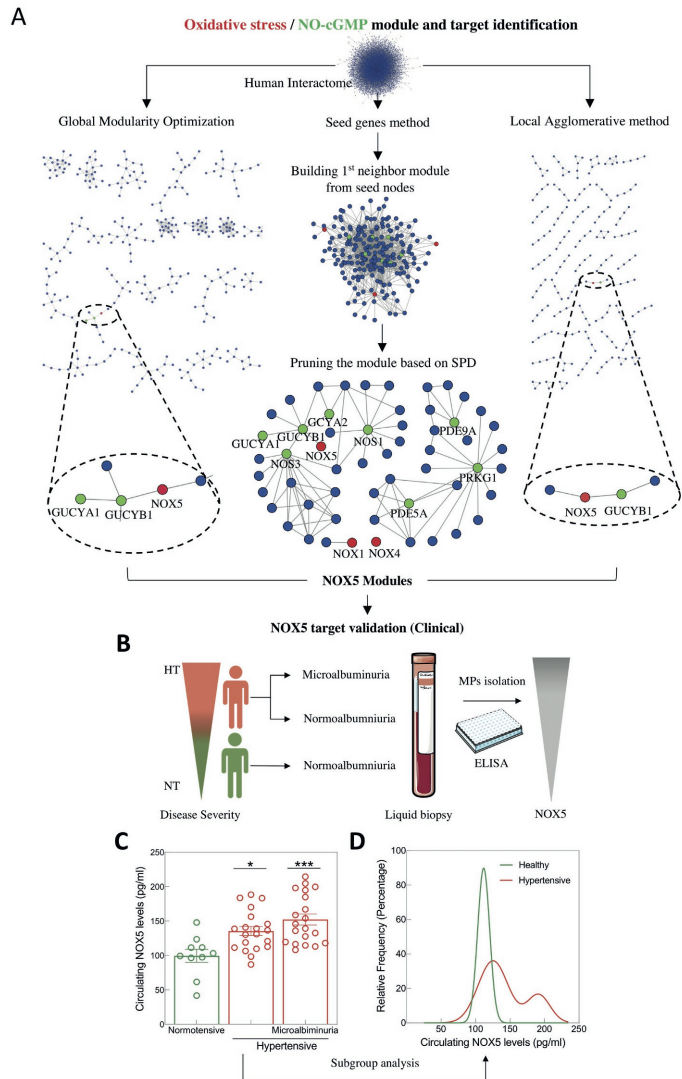 A
Oxidative stress / NO-cGMP module and target identification
Human Interactome
Global Modularity Optimization
Seed genes method
Local Agglomerative method
Building 1st neighbor module
from seed nodes
Pruning the module based on SPD
GCYA2
GUCYA1
GUCYB1
NOS1
NOX5
NOS3
PDE9A
PRKG1
PDE5A
NOX1
NOX4
GUCYA1
GUCYB1
NOX5
NOX5
GUCYB1
NOX5 Modules
NOX5 target validation (Clinical)
B
HT
NT
Disease Severity
Microalbuminuria
Normoalbumniuria
Normoalbumniuria
Liquid biopsy
MPs isolation
ELISA
NOX5
C
Circulating NOX5 levels (pg/ml)
250
200
150
100
50
0
*
***
Normotensive
Microalbiminuria
Hypertensive
D
Relative Frequency (Percentage)
100
80
60
40
20
0
Healthy
Hypertensive
50
100
150
200
250
Circulating NOX5 levels (pg/ml)
Subgroup analysis